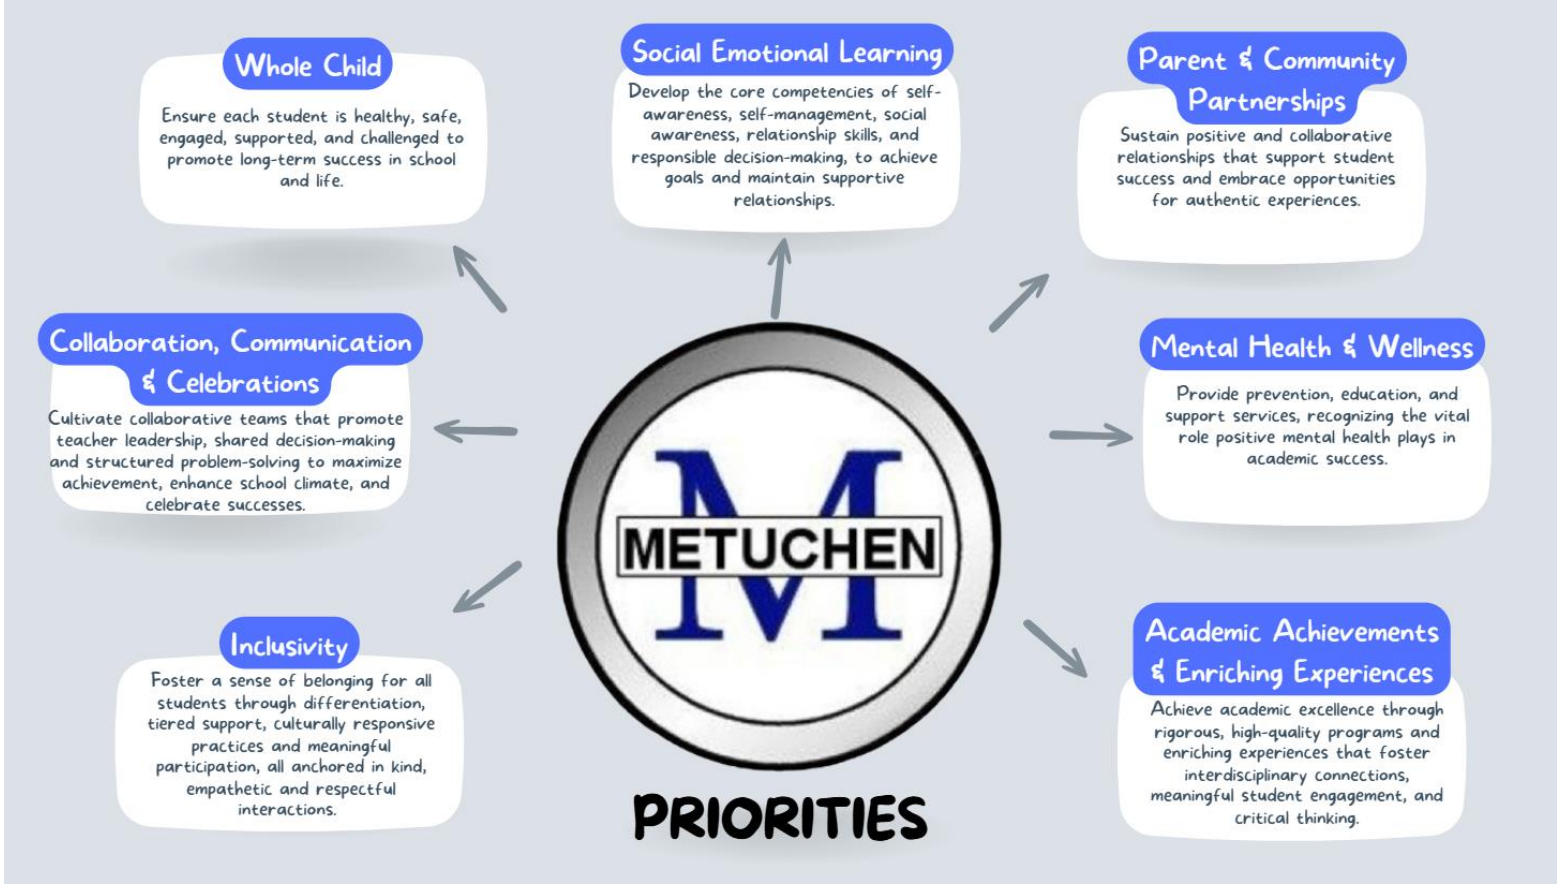 Whole Child
Ensure each student is healthy, safe,
engaged, supported, and challenged to
promote long-term success in school
and life.
Social Emotional Learning
Develop the core competencies of self-
awareness, self-management, social
awareness, relationship skills, and
responsible decision-making, to achieve
goals and maintain supportive
relationships.
Parent & Community
Partnerships
Sustain positive and collaborative
relationships that support student
success and embrace opportunities
for authentic experiences.
Collaboration, Communication
& Celebrations
Cultivate collaborative teams that promote
teacher leadership, shared decision-making
and structured problem-solving to maximize
achievement, enhance school climate, and
celebrate successes.
Mental Health & Wellness
Provide prevention, education, and
support services, recognizing the vital
role positive mental health plays in
academic success.
M
METUCHEN
Inclusivity
Foster a sense of belonging for all
students through differentiation,
tiered support, culturally responsive
practices and meaningful
participation, all anchored in kind,
empathetic and respectful
interactions.
Academic Achievements
& Enriching Experiences
Achieve academic excellence through
rigorous, high-quality programs and
enriching experiences that foster
interdisciplinary connections,
meaningful student engagement, and
critical thinking.
PRIORITIES